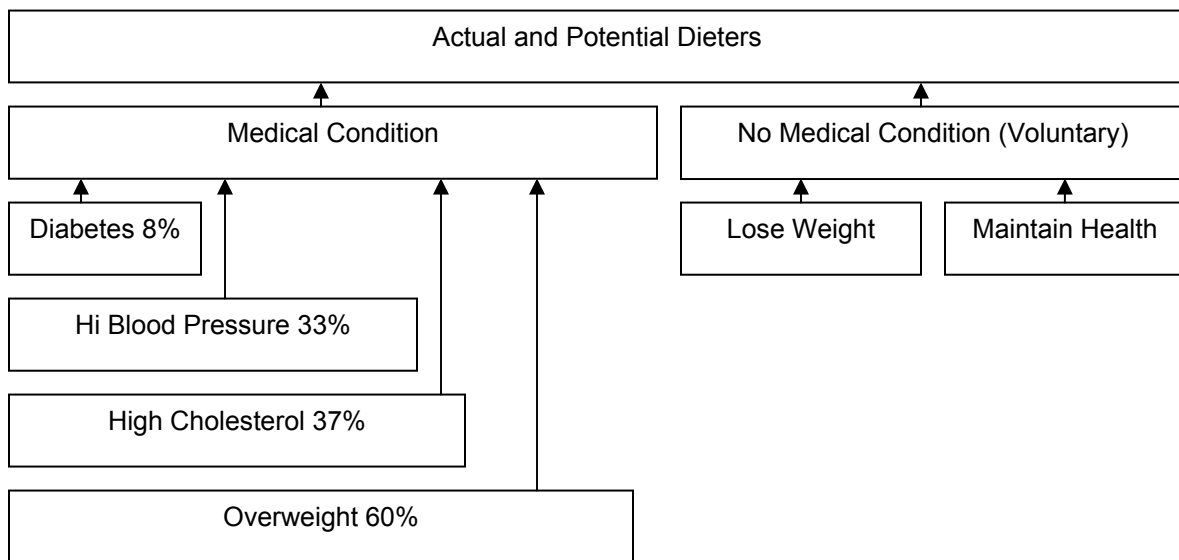 Actual and Potential Dieters
Medical Condition
No Medical Condition (Voluntary)
Diabetes 8%
Lose Weight
Maintain Health
Hi Blood Pressure 33%
High Cholesterol 37%
Overweight 60%